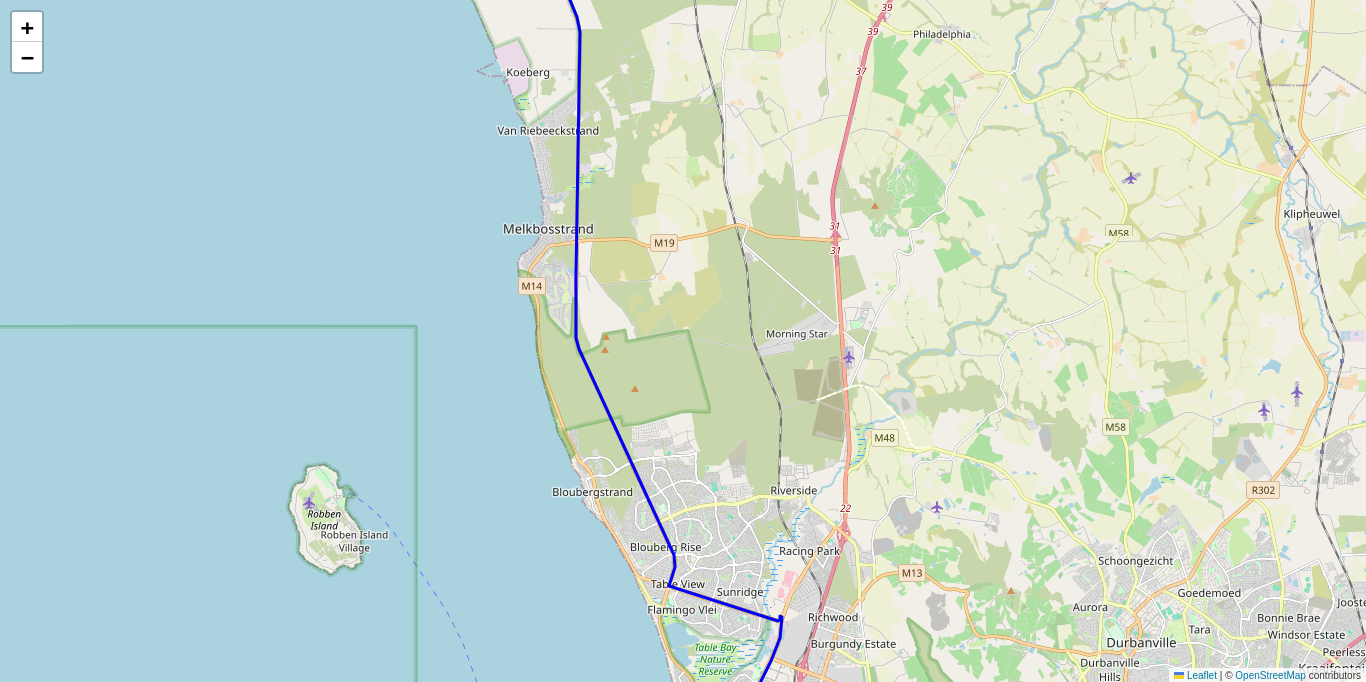 +
−
39
39
Philadelphia
37
Koeberg
Van Riebeeckstrand
Klipheuwel
31
Melkbosstrand
M58
M19
31
M14
Morning Star
M58
M48
Riverside
R302
Bloubergstrand
22
Robben
Island
Robben Island
Village
Blouberg Rise
Racing Park
Schoongezicht
M13
Table View
Sunridge
Goedemoed
Flamingo Vlei
Aurora
Richwood
Bonnie Brae
Tara
Windsor Estate
Burgundy Estate
Durbanville
Table Bay
Nature
Reserve
Peerless
Durbanville
Hills
Leaflet | © OpenStreetMap contributors